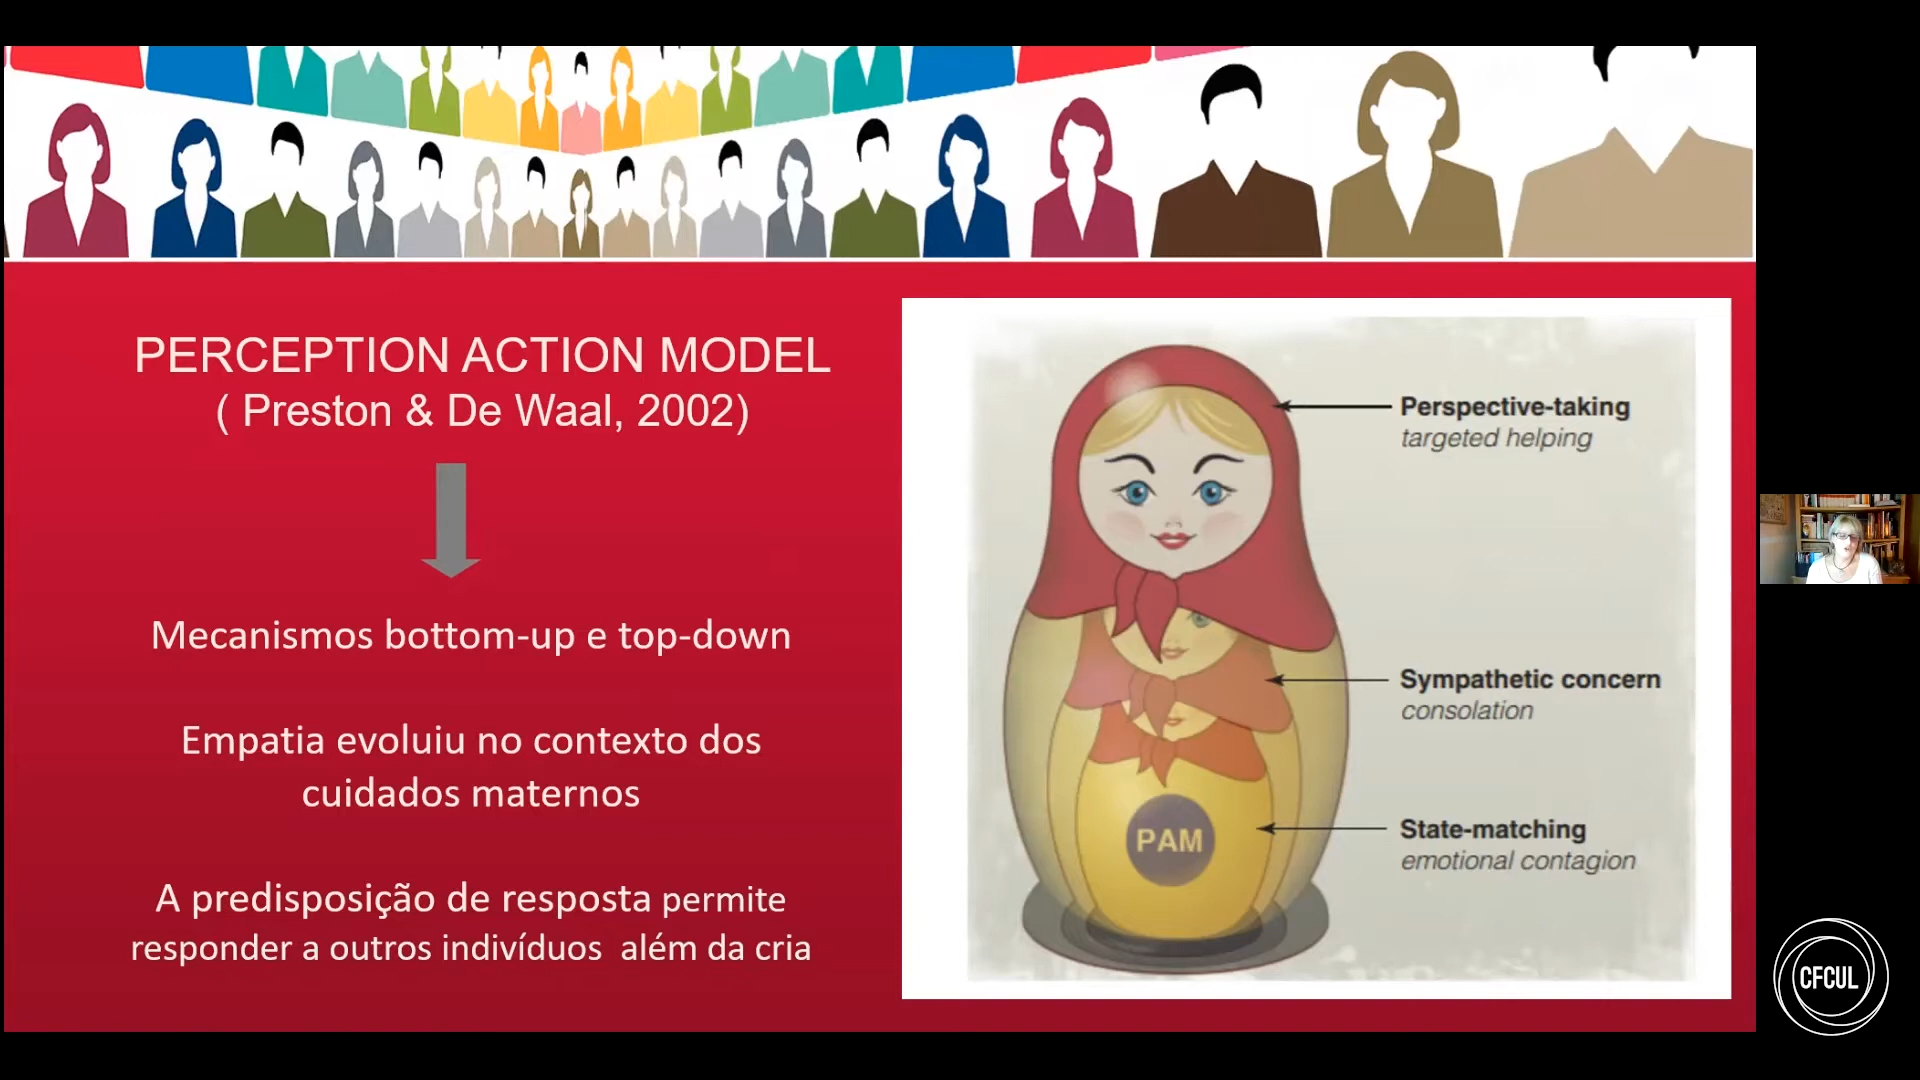 PERCEPTION ACTION MODEL
( Preston & De Waal, 2002)
Mecanismos bottom-up e top-down
Empatia evoluiu no contexto dos
cuidados maternos
A predisposição de resposta permite
responder a outros indivíduos  além da cria
Perspective-taking
targeted helping
Sympathetic concern
consolation
State-matching
emotional contagion
PAM
CFCUL